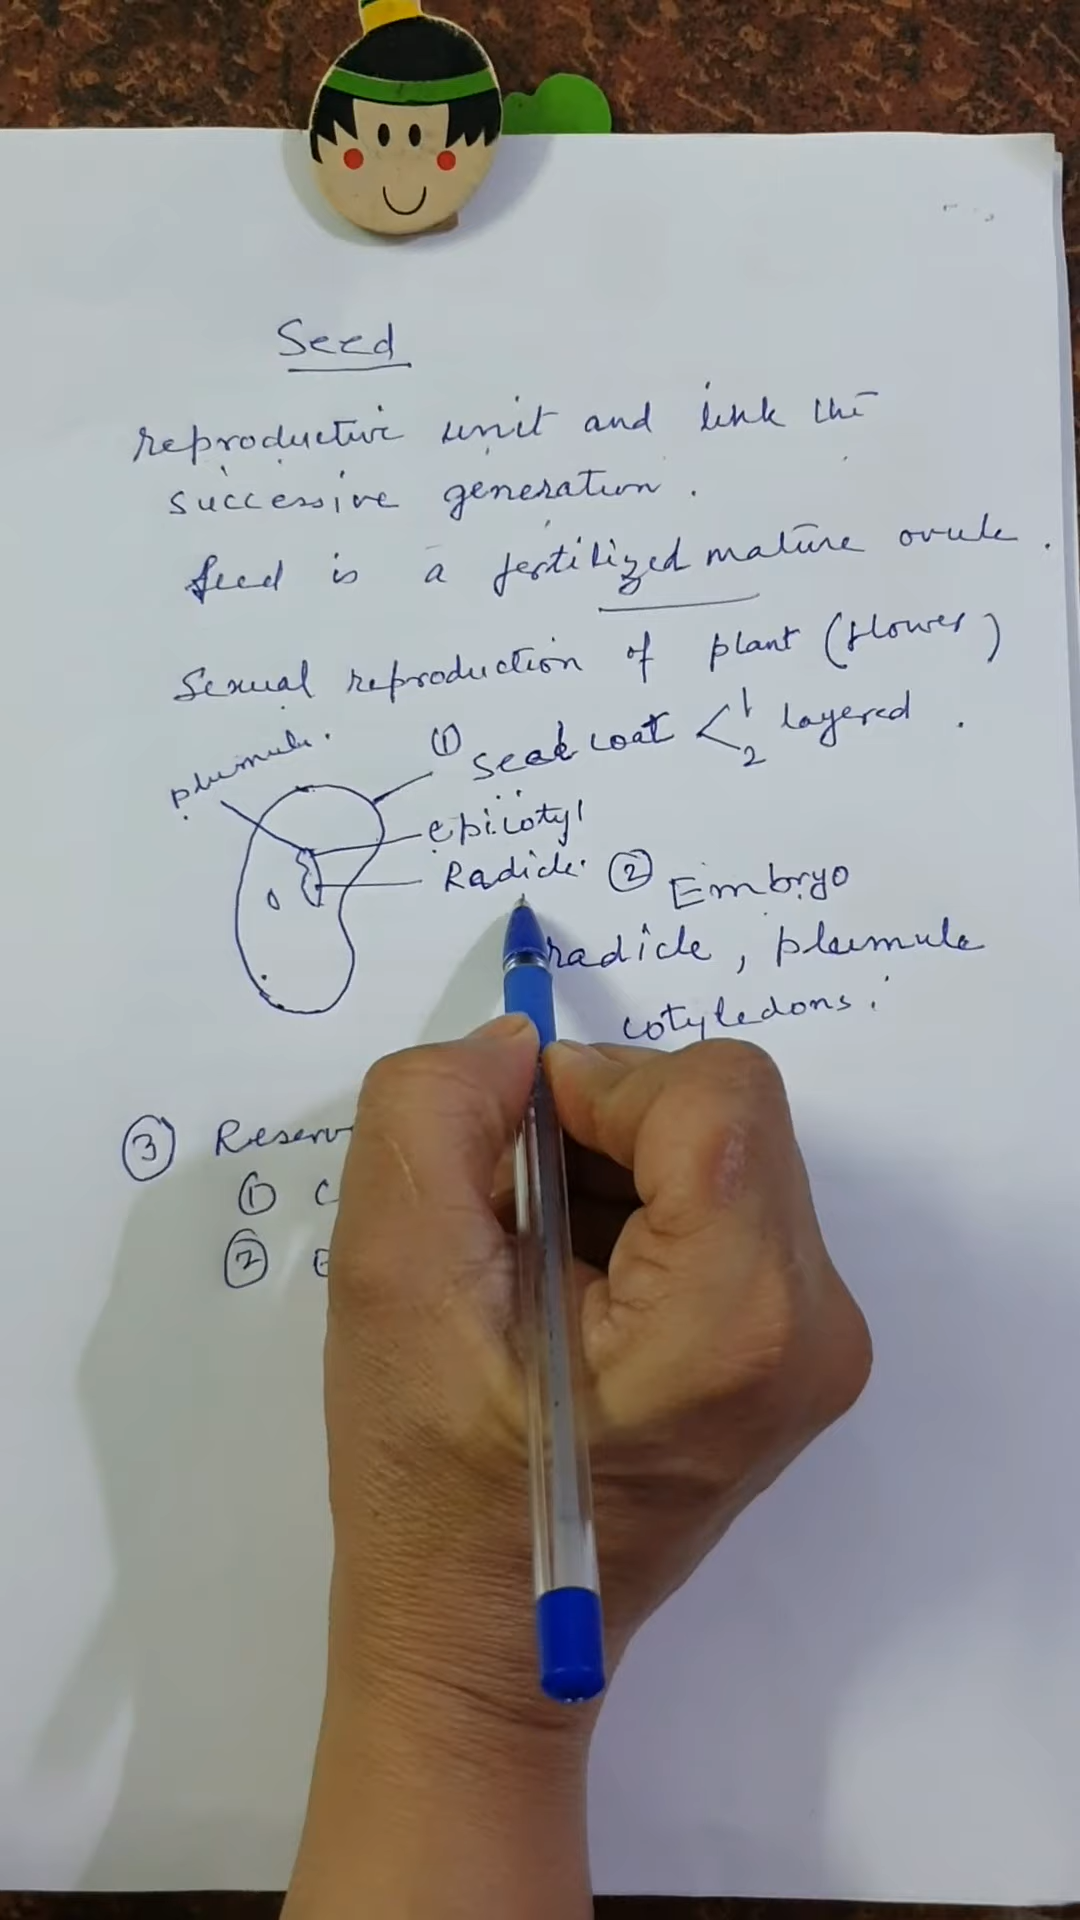 Seed
reproductive unit and link the
successive generation.
Seed is a fertilized mature ovule.
Sexual reproduction of plant (flower)
plumule.
① Seed coat < 1 2 layered.
epicotyl
Radicle.
② Embryo
radicle, plumule
cotyledons.
③ Reserv
① C
② E